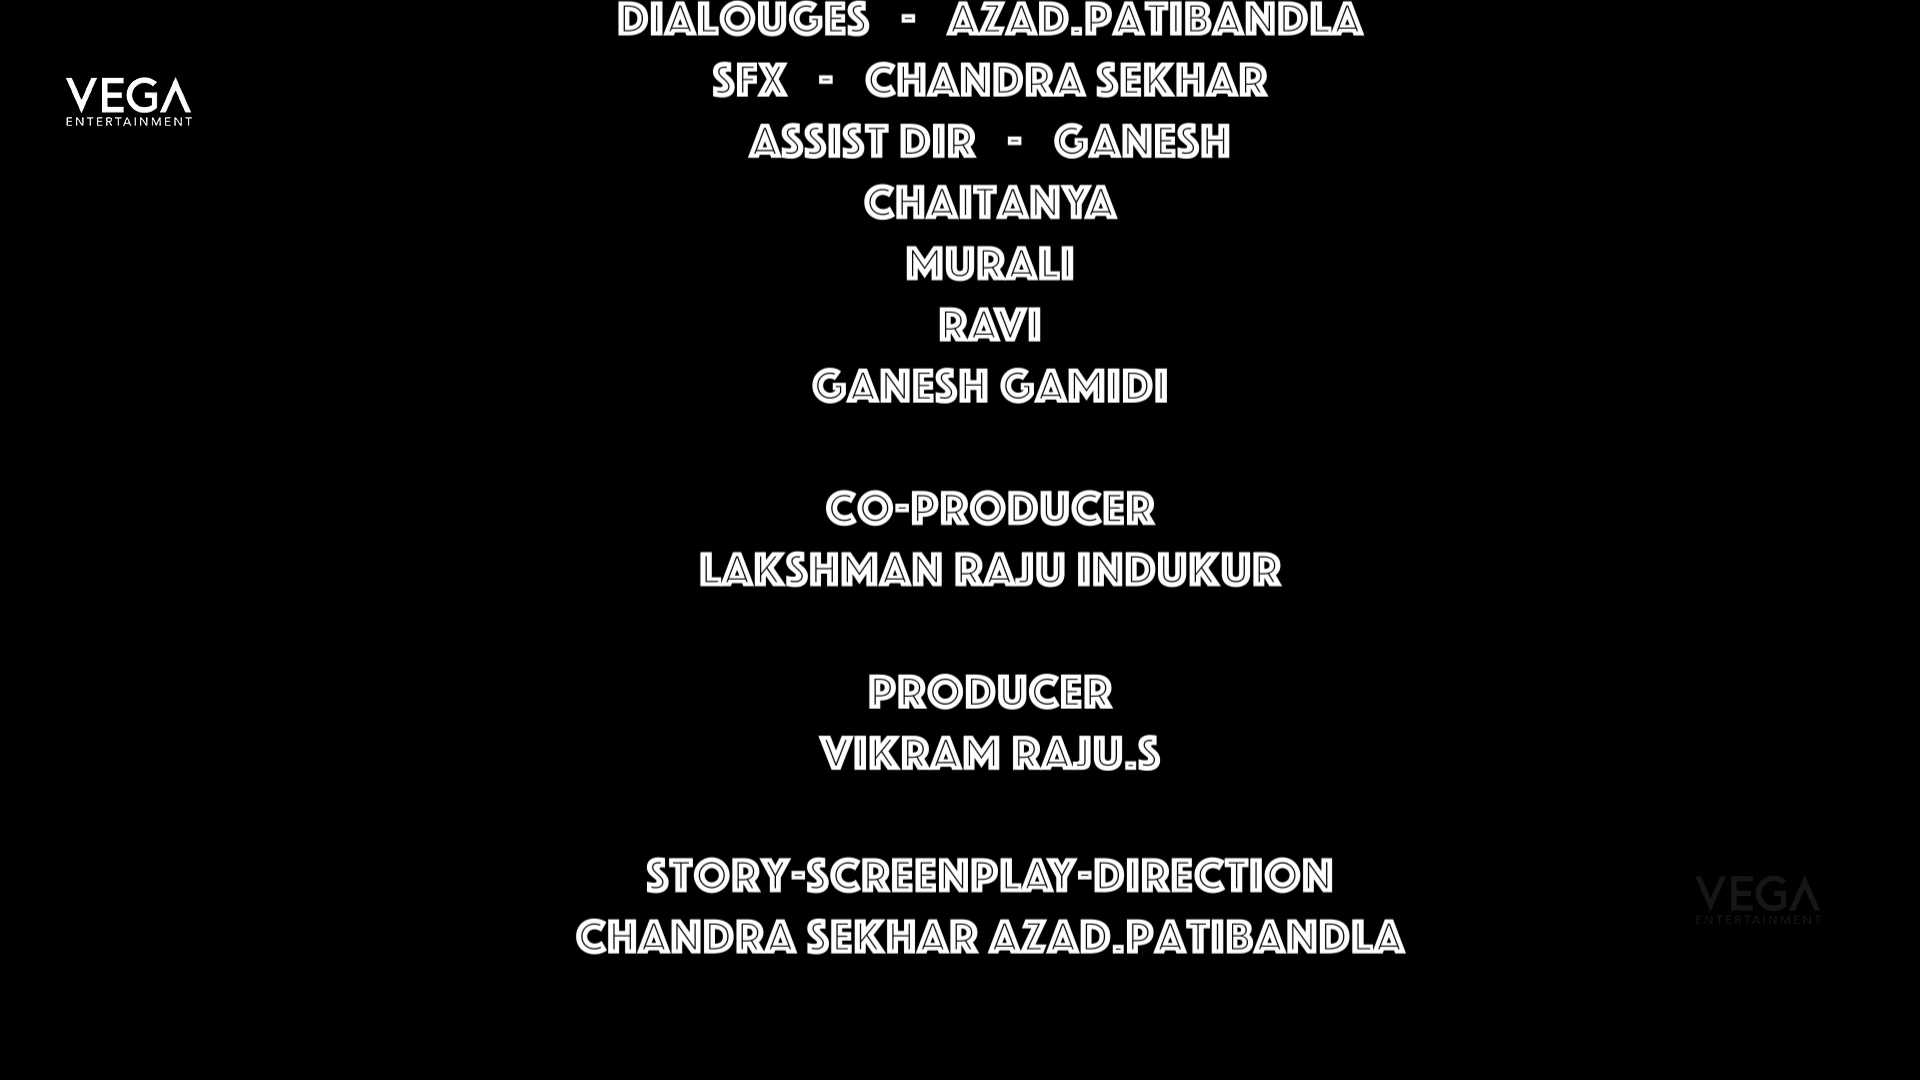 DIALOUGES - AZAD.PATIBANDLA
VEGA
ENTERTAINMENT
SFX - CHANDRA SEKHAR
ASSIST DIR - GANESH
CHAITANYA
MURALI
RAVI
GANESH GAMIDI
CO-PRODUCER
LAKSHMAN RAJU INDUKUR
PRODUCER
VIKRAM RAJU.S
STORY-SCREENPLAY-DIRECTION
CHANDRA SEKHAR AZAD.PATIBANDLA
VEGA
ENTERTAINMENT